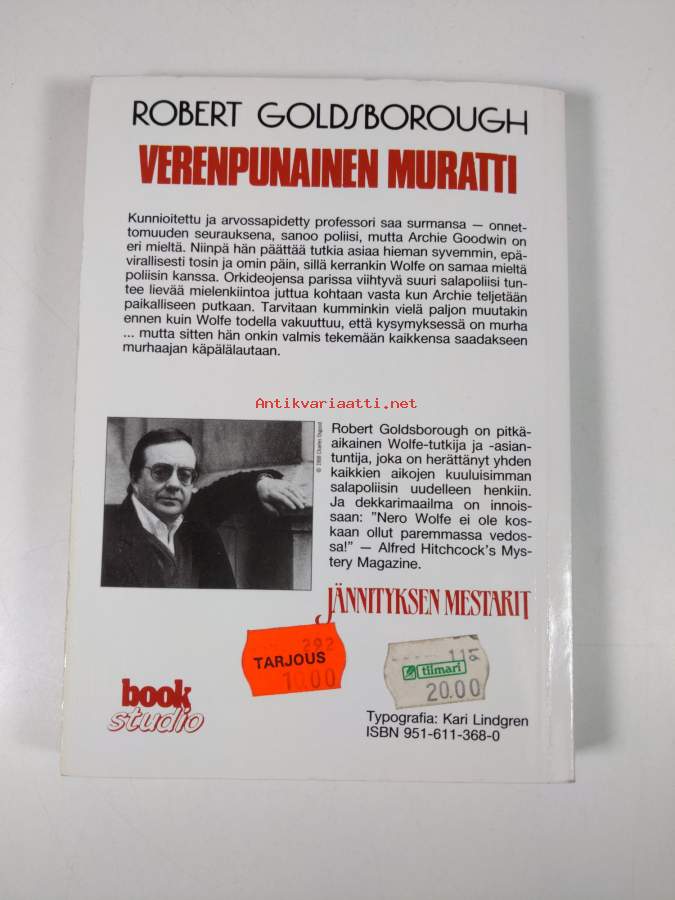 ROBERT GOLDSBOROUGH
VERENPUNAINEN MURATTI
Kunnioitettu ja arvossapidetty professori saa surmansa — onnet-
tomuuden seurauksena, sanoo poliisi, mutta Archie Goodwin on
eri mieltä. Niinpä hän päättää tutkia asiaa hieman syvemmin, epä-
virallisesti tosin ja omin päin, sillä kerrankin Wolfe on samaa mieltä
poliisin kanssa. Orkideojensa parissa viihtyvä suuri salapoliisi tun-
tee lievää mielenkiintoa juttua kohtaan vasta kun Archie teljetään
paikalliseen putkaan. Tarvitaan kumminkin vielä paljon muutakin
ennen kuin Wolfe todella vakuuttuu, että kysymyksessä on murha
... mutta sitten hän onkin valmis tekemään kaikkensa saadakseen
murhaajan käpälälautaan.
Antikvariaatti.net
Robert Goldsborough on pitkä-
aikainen Wolfe-tutkija ja -asian-
tuntija, joka on herättänyt yhden
kaikkien aikojen kuuluisimman
salapoliisin uudelleen henkiin.
Ja dekkarimaailma on innois-
saan: ”Nero Wolfe ei ole kos-
kaan ollut paremmassa vedos-
sa!” — Alfred Hitchcock's Mys-
tery Magazine.
JÄNNITYKSEN MESTARIT
292
TARJOUS
10.00
115
tiimari
20.00
book
studio
Typografia: Kari Lindgren
ISBN 951-611-368-0